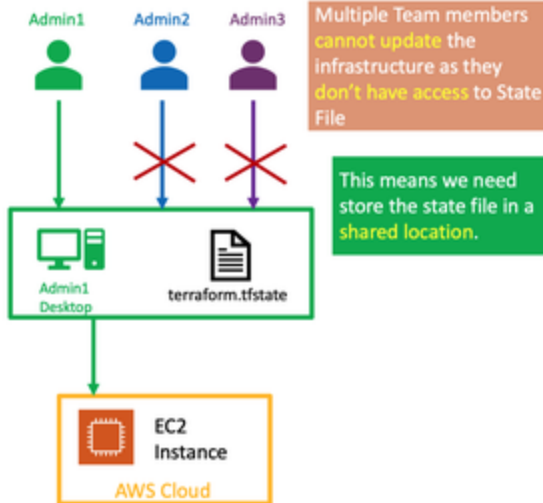 Admin1
Admin2
Admin3
Multiple Team members
cannot update the
infrastructure as they
don't have access to State
File
This means we need
store the state file in a
shared location.
Admin1
Desktop
terraform.tfstate
EC2
Instance
AWS Cloud